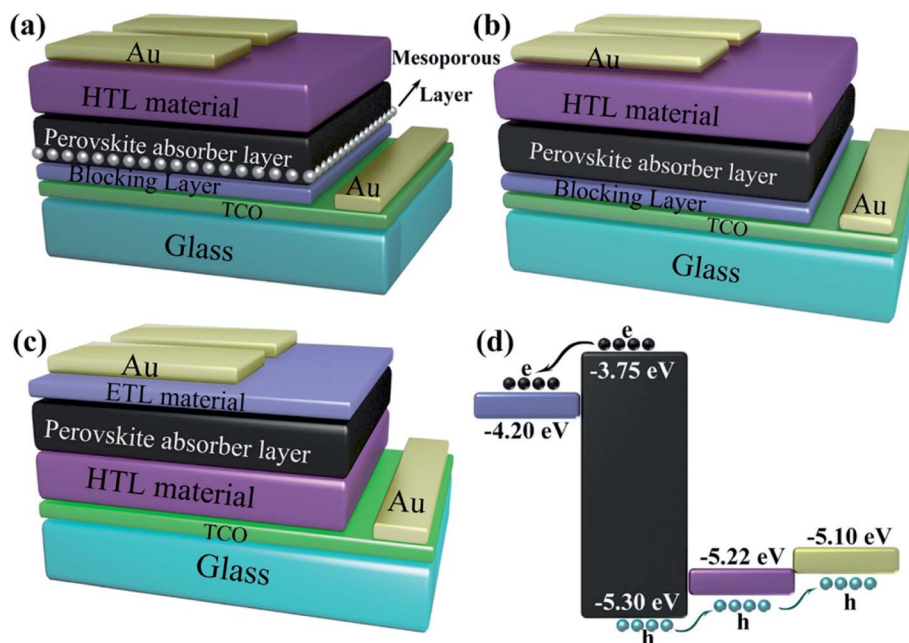 (a)
Au
HTL material
Mesoporous
Layer
Perovskite absorber layer
Blocking Layer
Au
TCO
Glass
(b)
Au
HTL material
Perovskite absorber layer
Blocking Layer
Au
TCO
Glass
(c)
Au
ETL material
Perovskite absorber layer
HTL material
Au
TCO
Glass
(d)
e
e
-3.75 eV
-4.20 eV
-5.10 eV
-5.22 eV
-5.30 eV
h
h
h